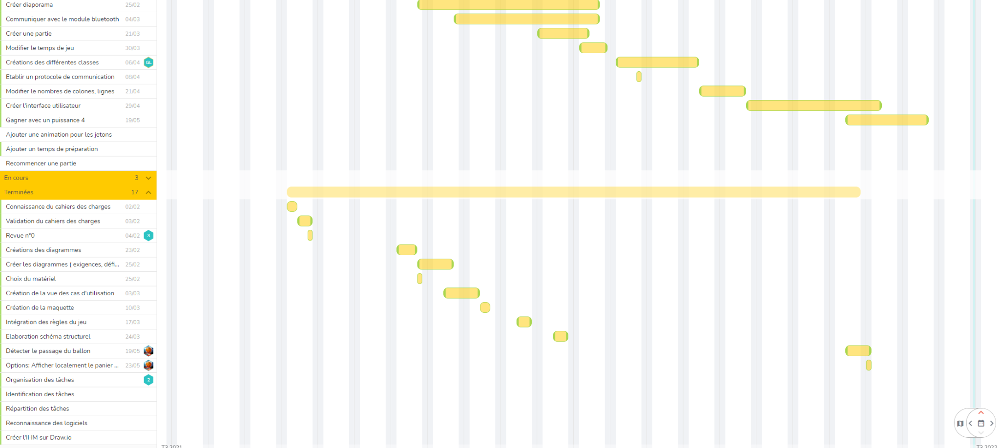 Créer diaporama 25/02
Communiquer avec le module bluetooth 04/03
Créer une partie 21/03
Modifier le temps de jeu 30/03
Créations des différentes classes 06/04 GL
Etablir un protocole de communication 08/04
Modifier le nombres de colones, lignes 21/04
Créer l'interface utilisateur 29/04
Gagner avec un puissance 4 19/05
Ajouter une animation pour les jetons
Ajouter un temps de préparation
Recommencer une partie
En cours 3
Terminées 17
Connaissance du cahiers des charges 02/02
Validation du cahiers des charges 03/02
Revue n°0 04/02 3
Créations des diagrammes 23/02
Créer les diagrammes ( exigences, défi... 25/02
Choix du matériel 25/02
Création de la vue des cas d'utilisation 03/03
Création de la maquette 10/03
Intégration des règles du jeu 17/03
Elaboration schéma structurel 24/03
Détecter le passage du ballon 19/05
Options: Afficher localement le panier ... 23/05
Organisation des tâches 2
Identification des tâches
Répartition des tâches
Reconnaissance des logiciels
Créer l'IHM sur Draw.io
T3 2021 T3 2022